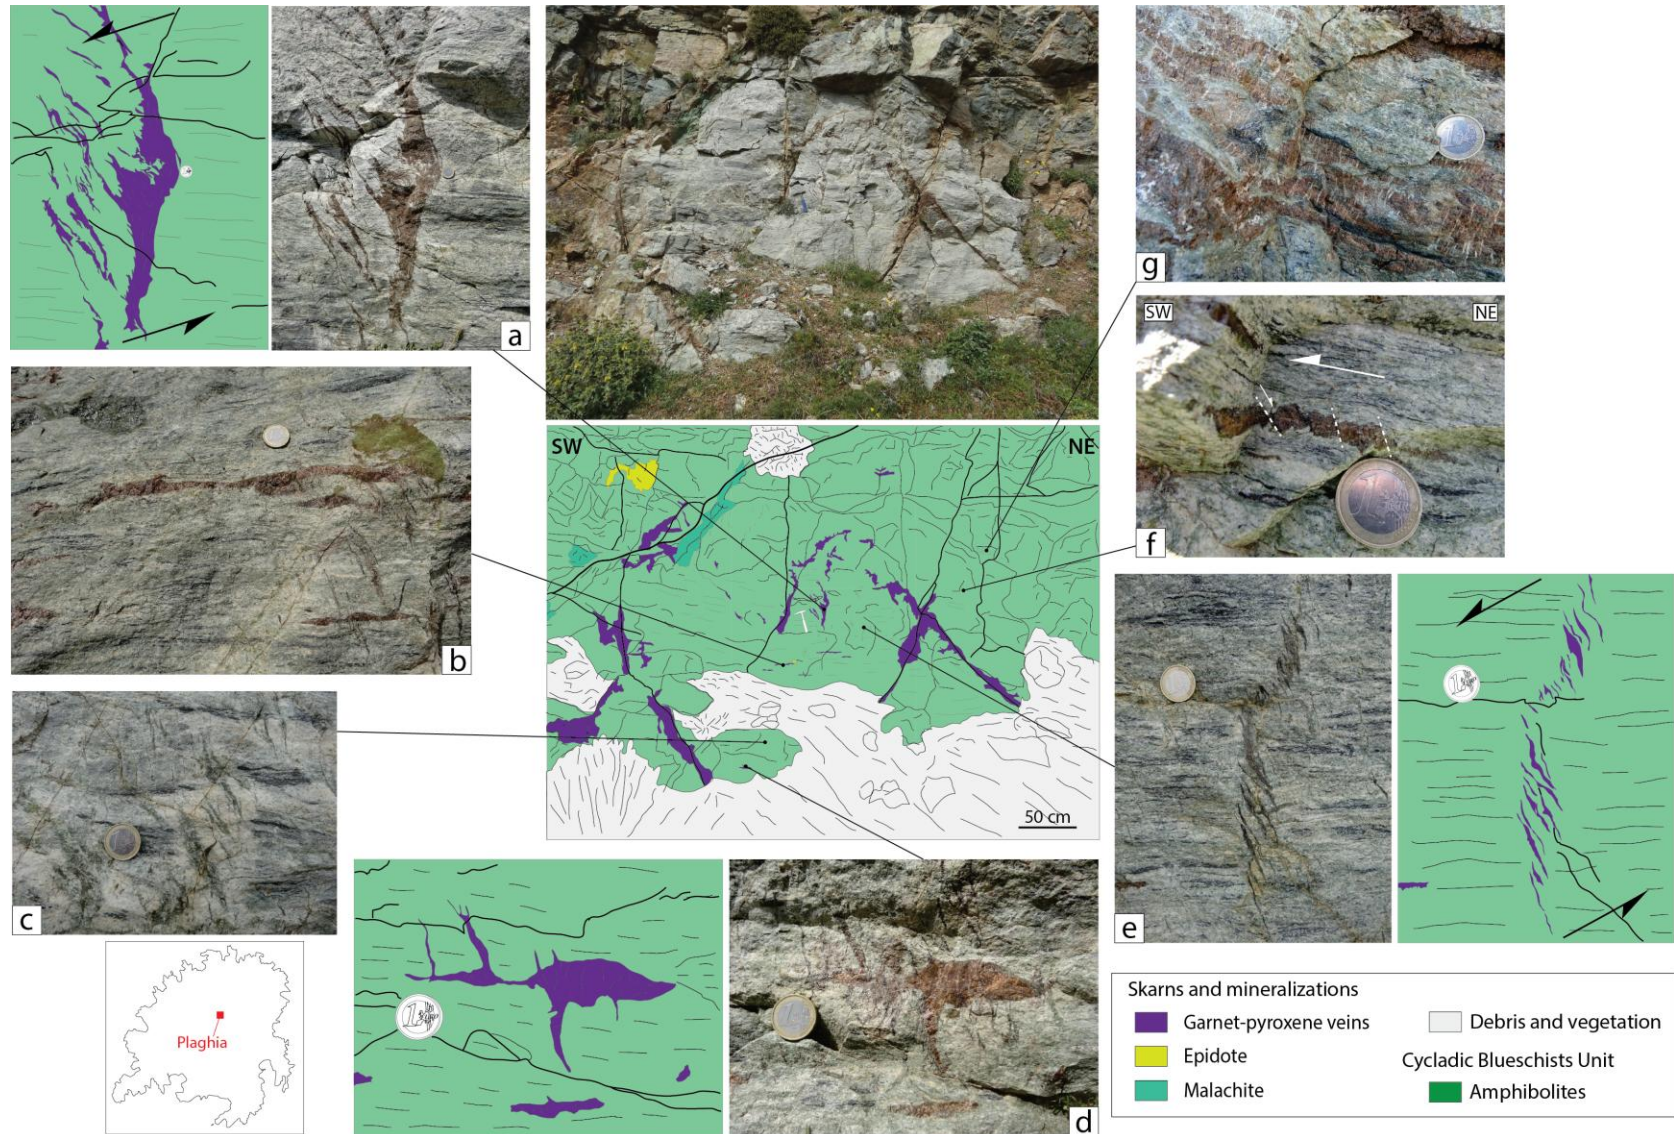 a
SW
NE
50 cm
b
c
Plaghia
d
e
SW
NE
f
g
Skarns and mineralizations
Garnet-pyroxene veins
Epidote
Malachite
Debris and vegetation
Cycladic Blueschists Unit
Amphibolites